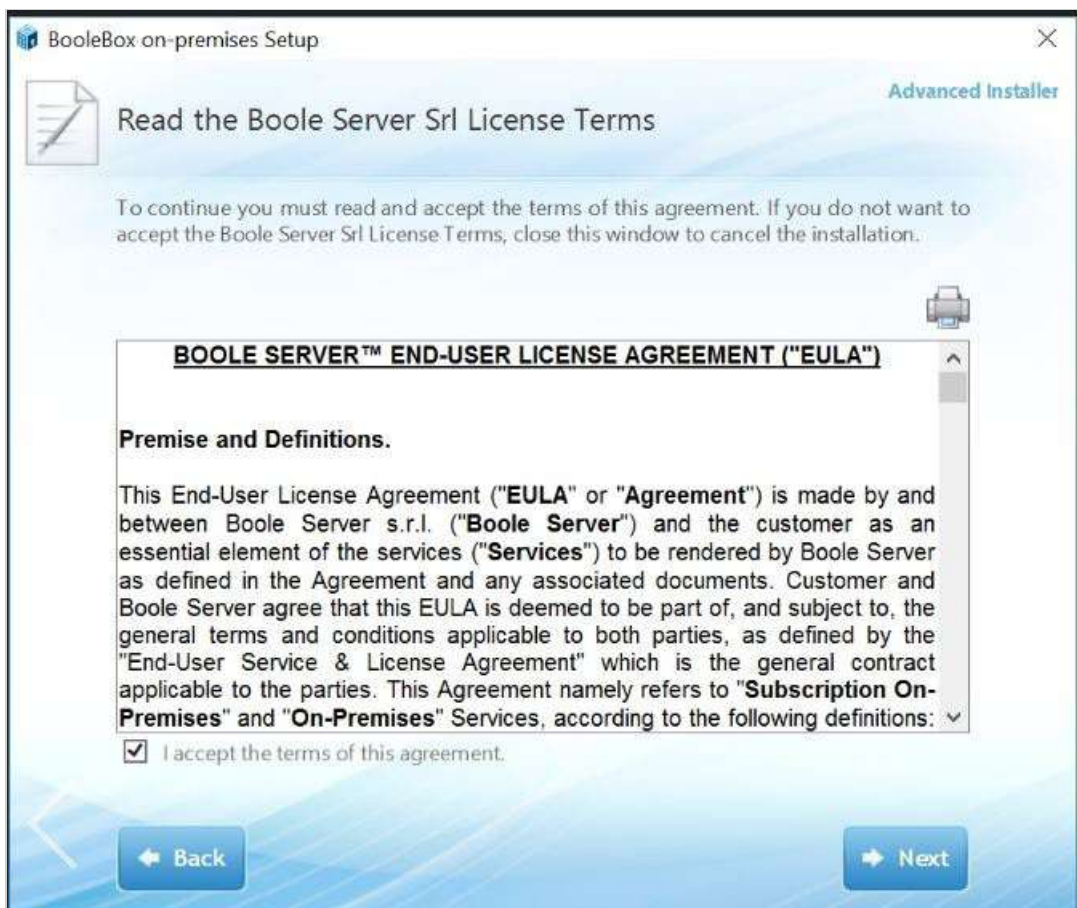 BooleBox on-premises Setup
Advanced Installer
Read the Boole Server Srl License Terms
To continue you must read and accept the terms of this agreement. If you do not want to
accept the Boole Server Srl License Terms, close this window to cancel the installation.
BOOLE SERVER™ END-USER LICENSE AGREEMENT ("EULA")
Premise and Definitions.
This End-User License Agreement ("EULA" or "Agreement") is made by and
between Boole Server s.r.l. ("Boole Server") and the customer as an
essential element of the services ("Services") to be rendered by Boole Server
as defined in the Agreement and any associated documents. Customer and
Boole Server agree that this EULA is deemed to be part of, and subject to, the
general terms and conditions applicable to both parties, as defined by the
"End-User Service & License Agreement" which is the general contract
applicable to the parties. This Agreement namely refers to "Subscription On-
Premises" and "On-Premises" Services, according to the following definitions:
I accept the terms of this agreement.
Back
Next